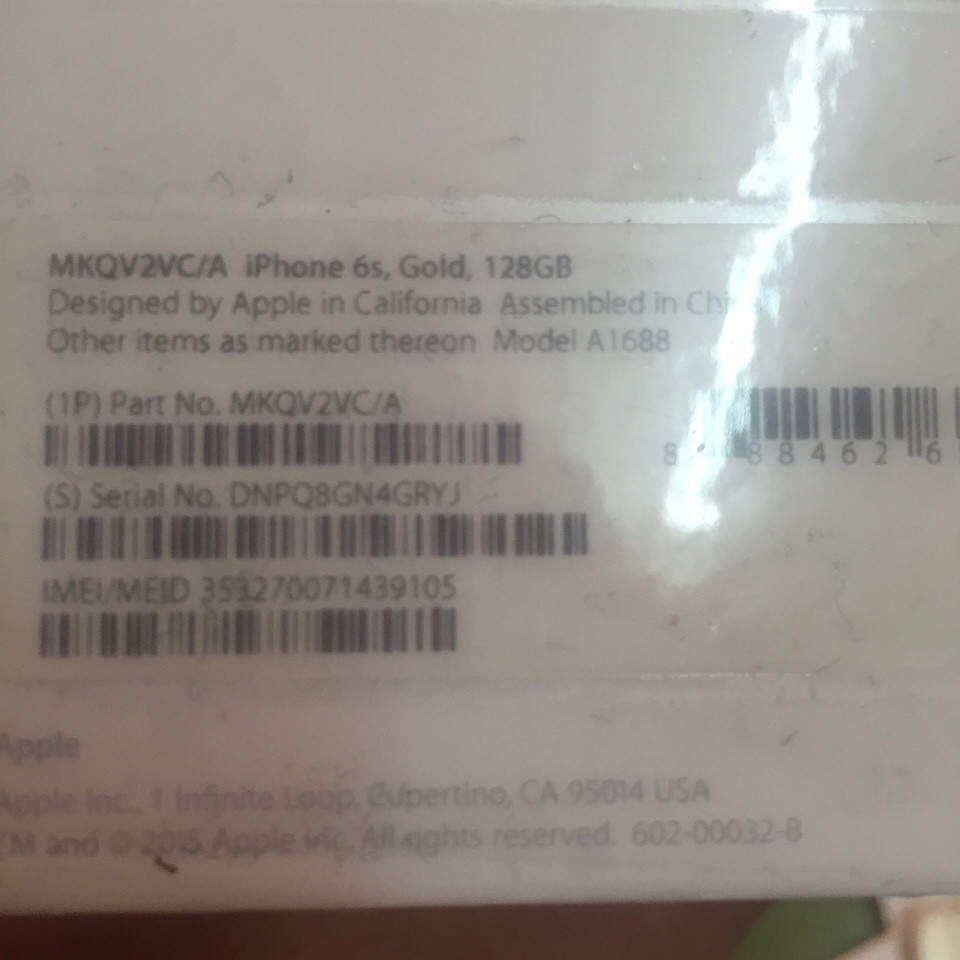 MKQV2VC/A iPhone 6s, Gold, 128GB
Designed by Apple in California Assembled in
Other items as marked thereon Model A1688
(1P) Part No. MKQV2VC/A
88462 6
(S) Serial No. DNPQ8GN4GRYJ
IMEI/MEID 353270071439105
Apple
Apple Inc., 1 Infinite Loop, Cupertino, CA 95014 USA
TM and © 2015 Apple Inc. All rights reserved. 602-00032-B